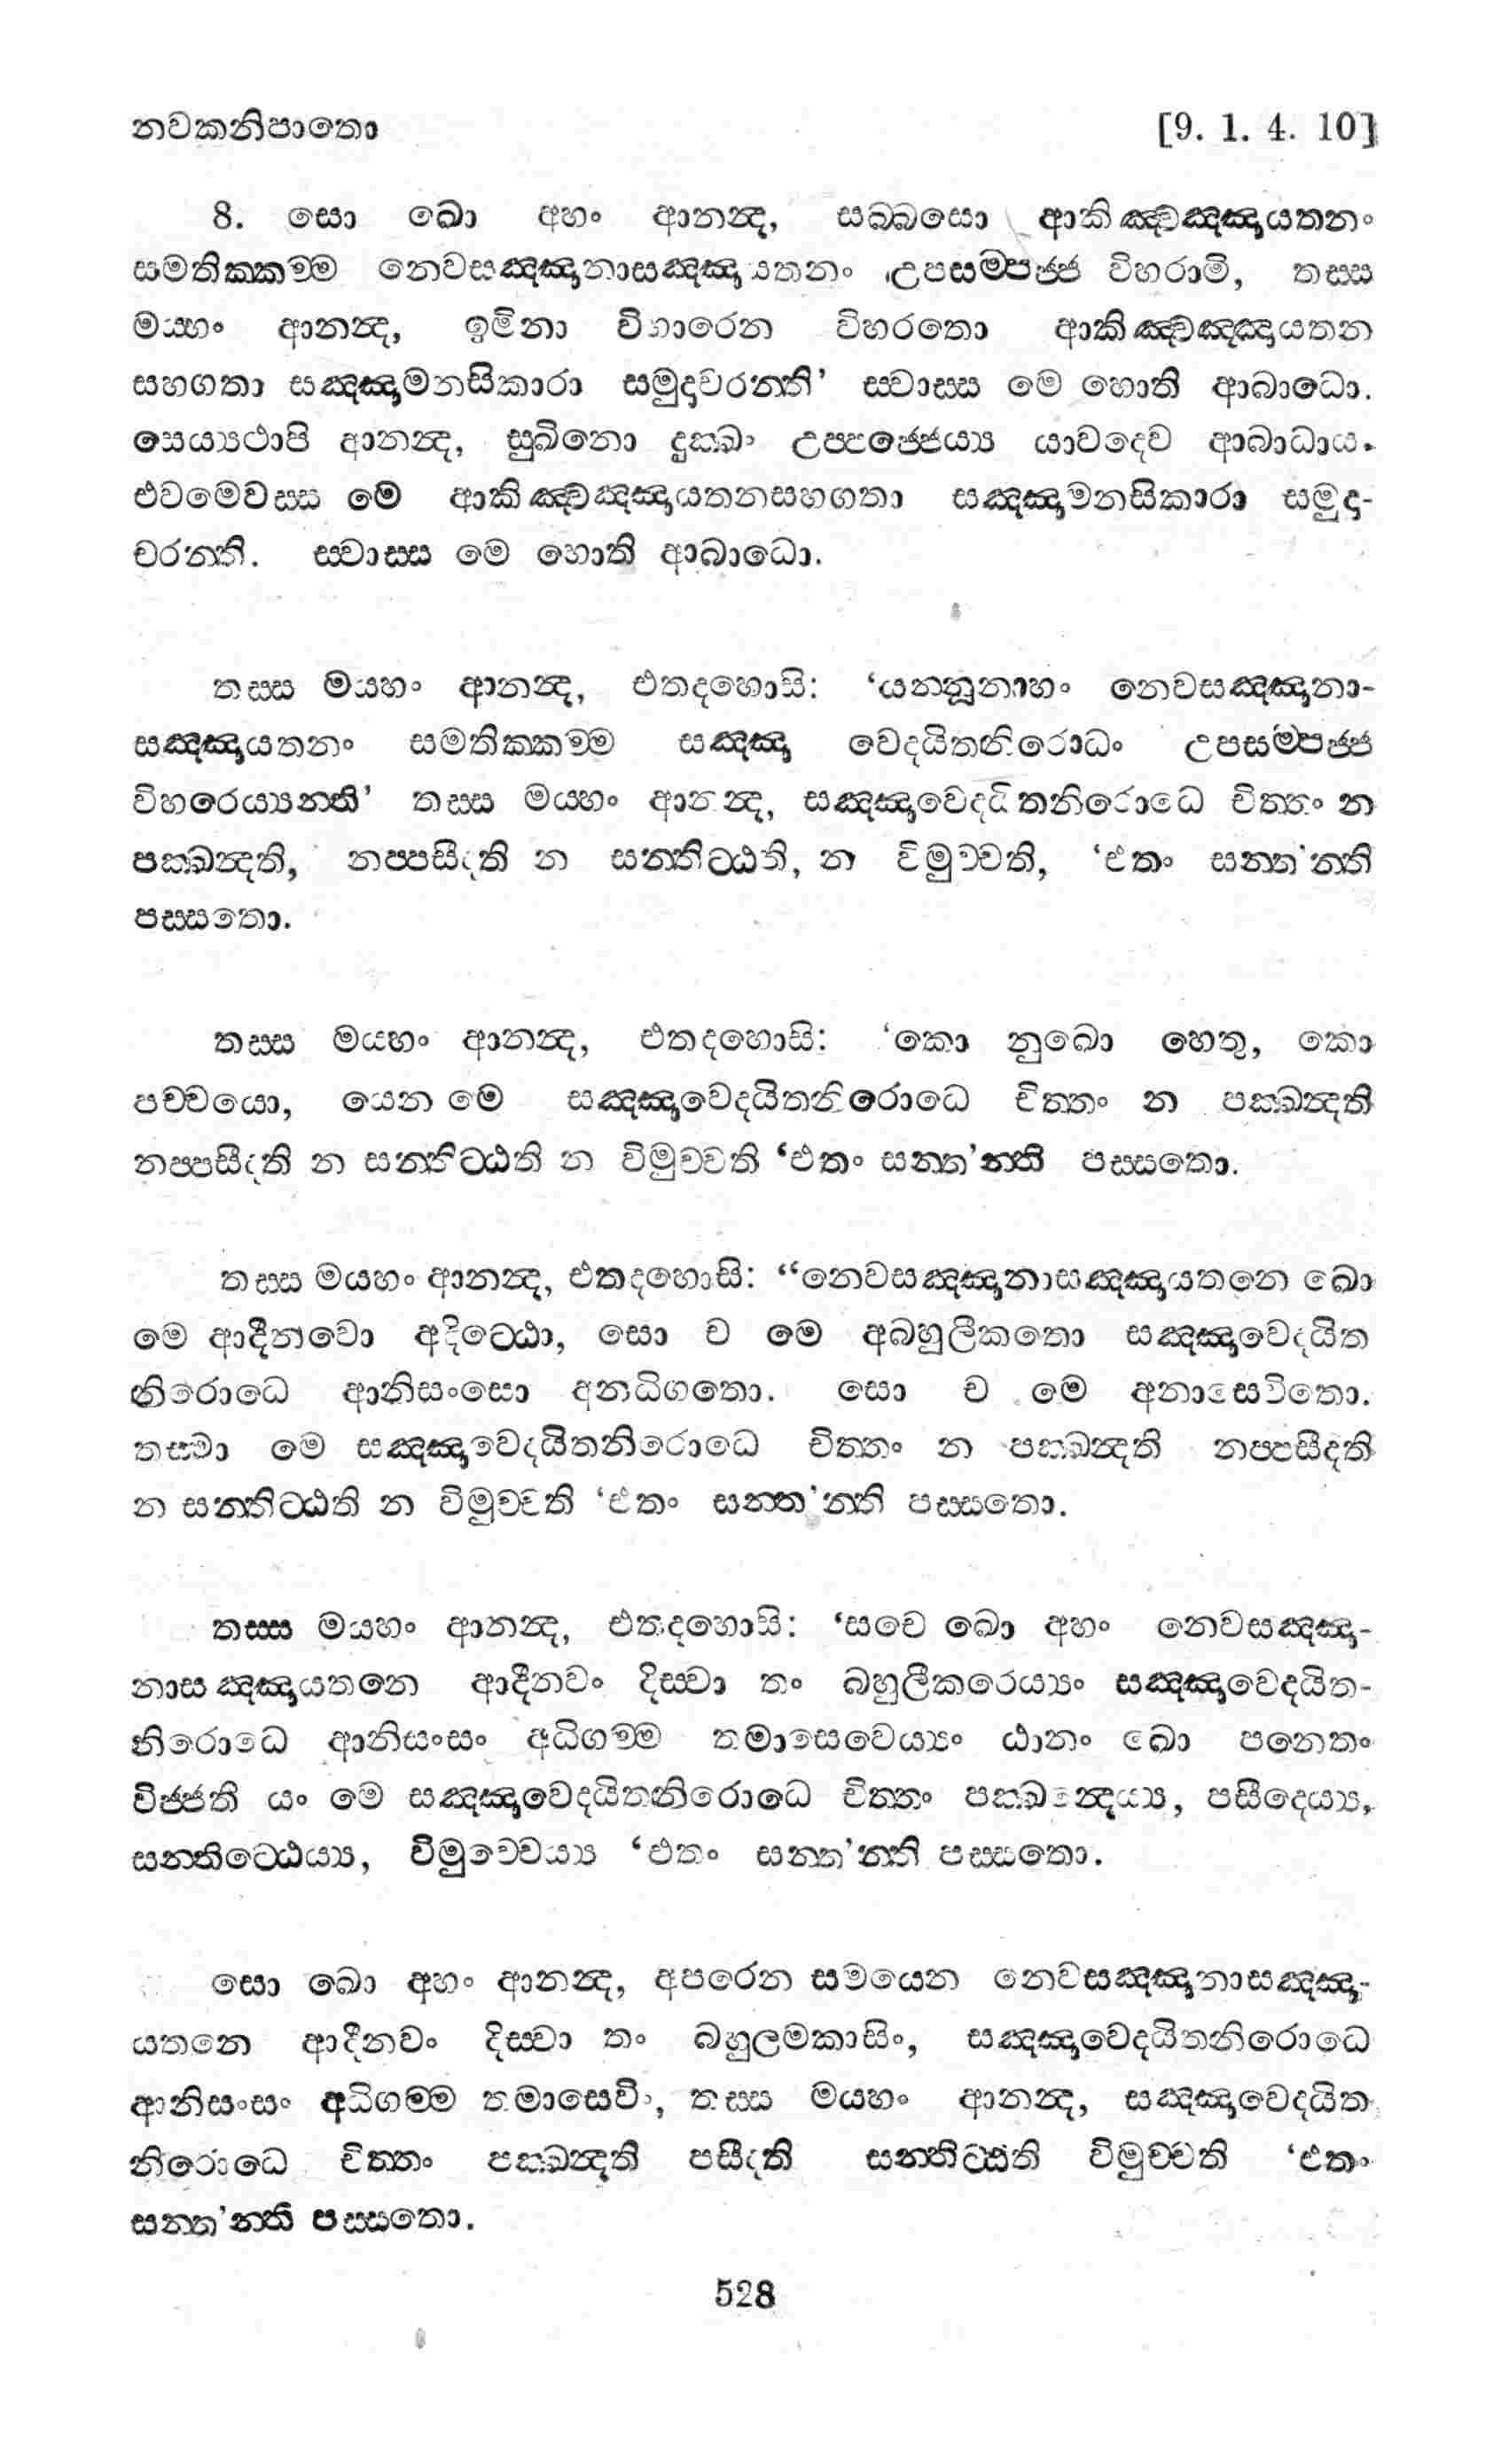 නවකනිපාතො [9. 1. 4. 10]
8. සො ඛො අහං ආනන්‍ද, සබ්බසො ආකිඤ්චඤ්ඤායතනං
සමතික්කම්ම නෙවසඤ්ඤානාසඤ්ඤායතනං උපසම්පජ්ජ විහරාමි, තස්ස
මය්හං ආනන්‍ද, ඉමිනා විහාරෙන විහරතො ආකිඤ්චඤ්ඤායතන
සහගතා සඤ්ඤාමනසිකාරා සමුදාචරන්ති’ ස්වාස්ස මෙ හොති ආබාධො.
සෙය්‍යථාපි ආනන්‍ද, සුඛිනො දුක්ඛං උප්පජ්ජෙය්‍ය යාවදෙව ආබාධාය.
එවමෙවස්ස මෙ ආකිඤ්චඤ්ඤායතනසහගතා සඤ්ඤාමනසිකාරා සමුදා-
චරන්ති. ස්වාස්ස මෙ හොති ආබාධො.
තස්ස මය්හං ආනන්‍ද, එතදහොසි: ‘යන්නූනාහං නෙවසඤ්ඤානා-
සඤ්ඤායතනං සමතික්කම්ම සඤ්ඤා වෙදයිතනිරොධං උපසම්පජ්ජ
විහරෙය්‍යන්ති’ තස්ස මය්හං ආනන්‍ද, සඤ්ඤාවෙදයිතනිරොධෙ චිත්තං න
පක්ඛන්‍දති, නප්පසීදති න සන්තිට්ඨති, න විමුච්චති, ‘එතං සන්ත’න්ති
පස්සතො.
තස්ස මය්හං ආනන්‍ද, එතදහොසි: ‘කො නුඛො හෙතු, කො
පච්චයො, යෙන මෙ සඤ්ඤාවෙදයිතනිරොධෙ චිත්තං න පක්ඛන්‍දති
නප්පසීදති න සන්තිට්ඨති න විමුච්චති ‘එතං සන්ත’න්ති පස්සතො.
තස්ස මය්හං ආනන්‍ද, එතදහොසි: “නෙවසඤ්ඤානාසඤ්ඤායතනෙ ඛො
මෙ ආදීනවො අදිට්ඨො, සො ච මෙ අබහුලීකතො සඤ්ඤාවෙදයිත
නිරොධෙ ආනිසංසො අනධිගතො. සො ච මෙ අනාසෙවිතො.
තස්මා මෙ සඤ්ඤාවෙදයිතනිරොධෙ චිත්තං න පක්ඛන්‍දති නප්පසීදති
න සන්තිට්ඨති න විමුච්චති ‘එතං සන්ත’න්ති පස්සතො.
තස්ස මය්හං ආනන්‍ද, එතදහොසි: ‘සචෙ ඛො අහං නෙවසඤ්ඤා-
නාසඤ්ඤායතනෙ ආදීනවං දිස්වා තං බහුලීකරෙය්‍යං සඤ්ඤාවෙදයිත-
නිරොධෙ ආනිසංසං අධිගම්ම තමාසෙවෙය්‍යං ඨානං ඛො පනෙතං
විජ්ජති යං මෙ සඤ්ඤාවෙදයිතනිරොධෙ චිත්තං පක්ඛන්‍දෙය්‍ය, පසීදෙය්‍ය,
සන්තිට්ඨෙය්‍ය, විමුච්චෙය්‍ය ‘එතං සන්ත’න්ති පස්සතො.
සො ඛො අහං ආනන්‍ද, අපරෙන සමයෙන නෙවසඤ්ඤානාසඤ්ඤා-
යතනෙ ආදීනවං දිස්වා තං බහුලමකාසිං, සඤ්ඤාවෙදයිතනිරොධෙ
ආනිසංසං අධිගම්ම තමාසෙවිං, තස්ස මය්හං ආනන්‍ද, සඤ්ඤාවෙදයිත
නිරොධෙ චිත්තං පක්ඛන්‍දති පසීදති සන්තිට්ඨති විමුච්චති ‘එතං
සන්ත’න්ති පස්සතො.
528